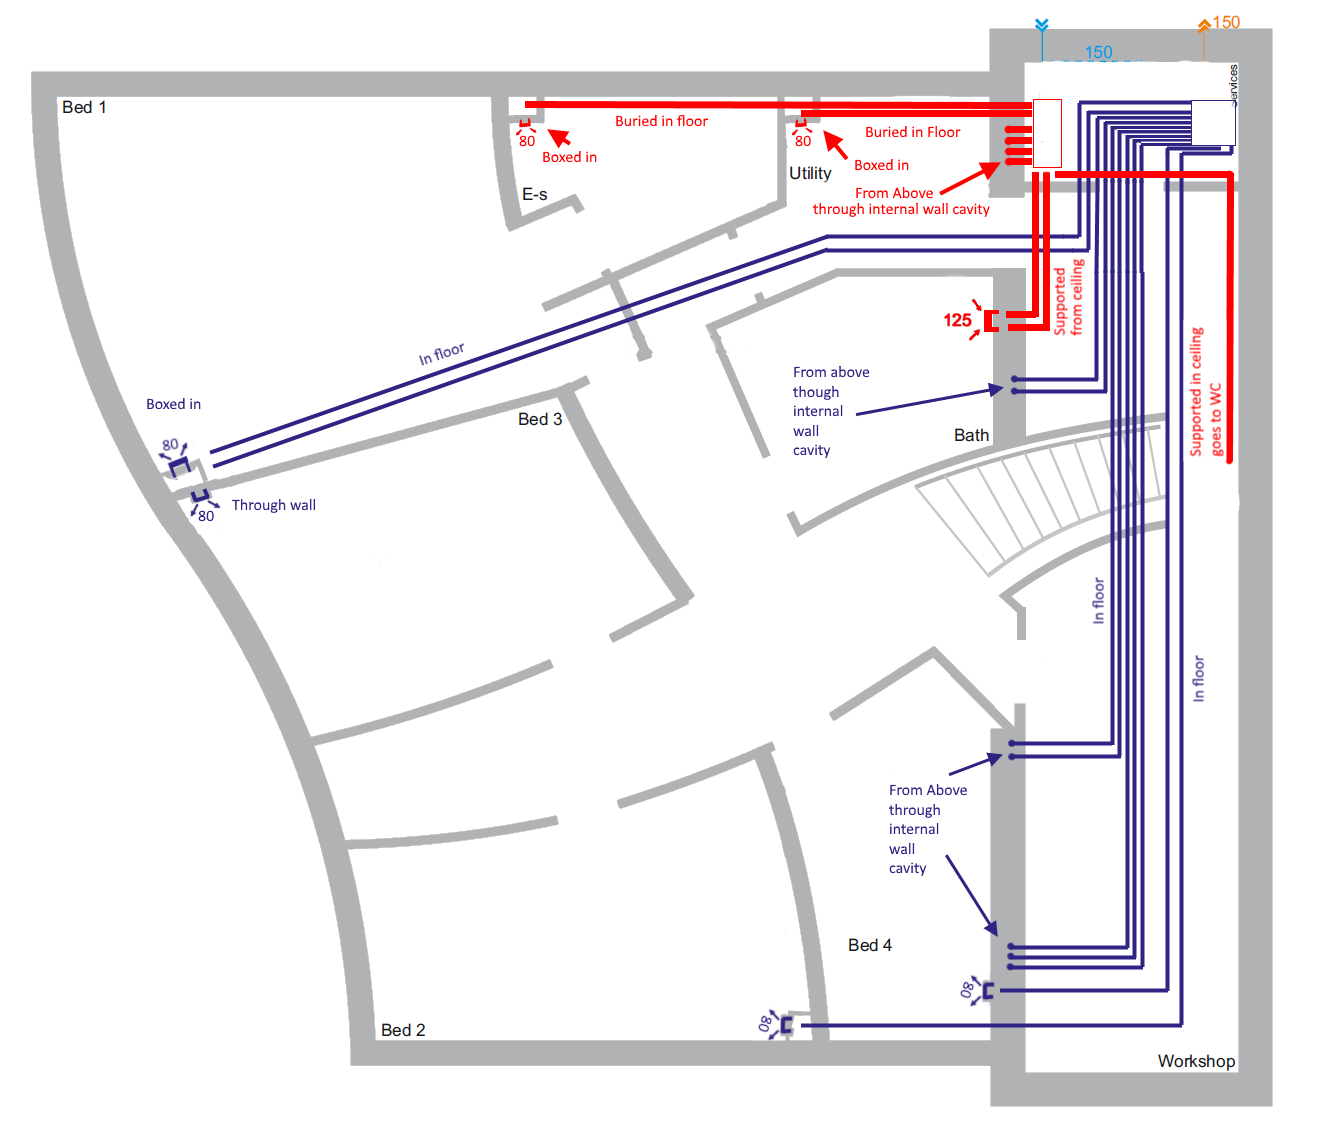 150
150
services
Bed 1
Buried in floor
Buried in Floor
80
80
Boxed in
Boxed in
Utility
E-s
From Above
through internal wall cavity
Supported
from ceiling
125
In floor
From above
though
internal
wall
cavity
Supported in ceiling
goes to WC
Boxed in
Bed 3
Bath
80
Through wall
80
In floor
In floor
From Above
through
internal
wall
cavity
Bed 4
80
Bed 2
80
Workshop